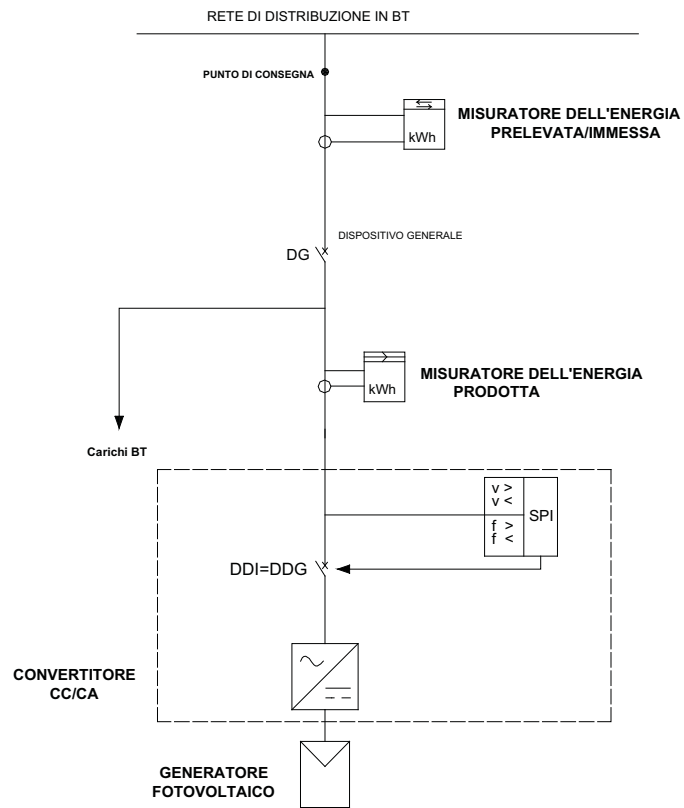 RETE DI DISTRIBUZIONE IN BT
PUNTO DI CONSEGNA
MISURATORE DELL'ENERGIA
PRELEVATA/IMMESSA
kWh
DISPOSITIVO GENERALE
DG
MISURATORE DELL'ENERGIA
PRODOTTA
kWh
Carichi BT
v >
v <
SPI
f >
f <
DDI=DDG
CONVERTITORE
CC/CA
GENERATORE
FOTOVOLTAICO